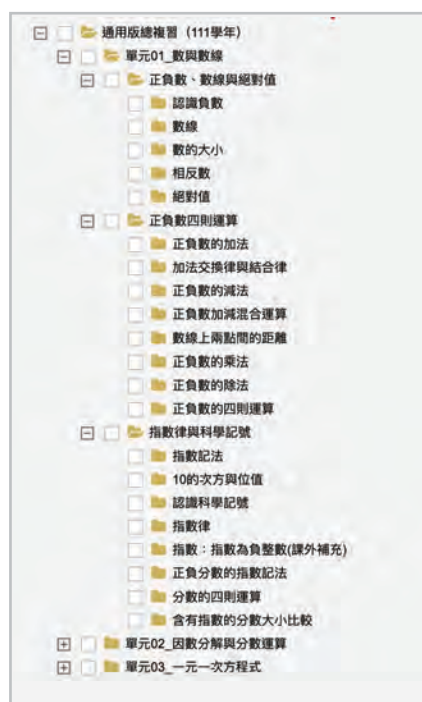 通用版總複習（111學年）
單元01_數與數線
正負數、數線與絕對值
認識負數
數線
數的大小
相反數
絕對值
正負數四則運算
正負數的加法
加法交換律與結合律
正負數的減法
正負數加減混合運算
數線上兩點間的距離
正負數的乘法
正負數的除法
正負數的四則運算
指數律與科學記號
指數記法
10的次方與位值
認識科學記號
指數律
指數：指數為負整數(課外補充)
正負分數的指數記法
分數的四則運算
含有指數的分數大小比較
單元02_因數分解與分數運算
單元03_一元一次方程式